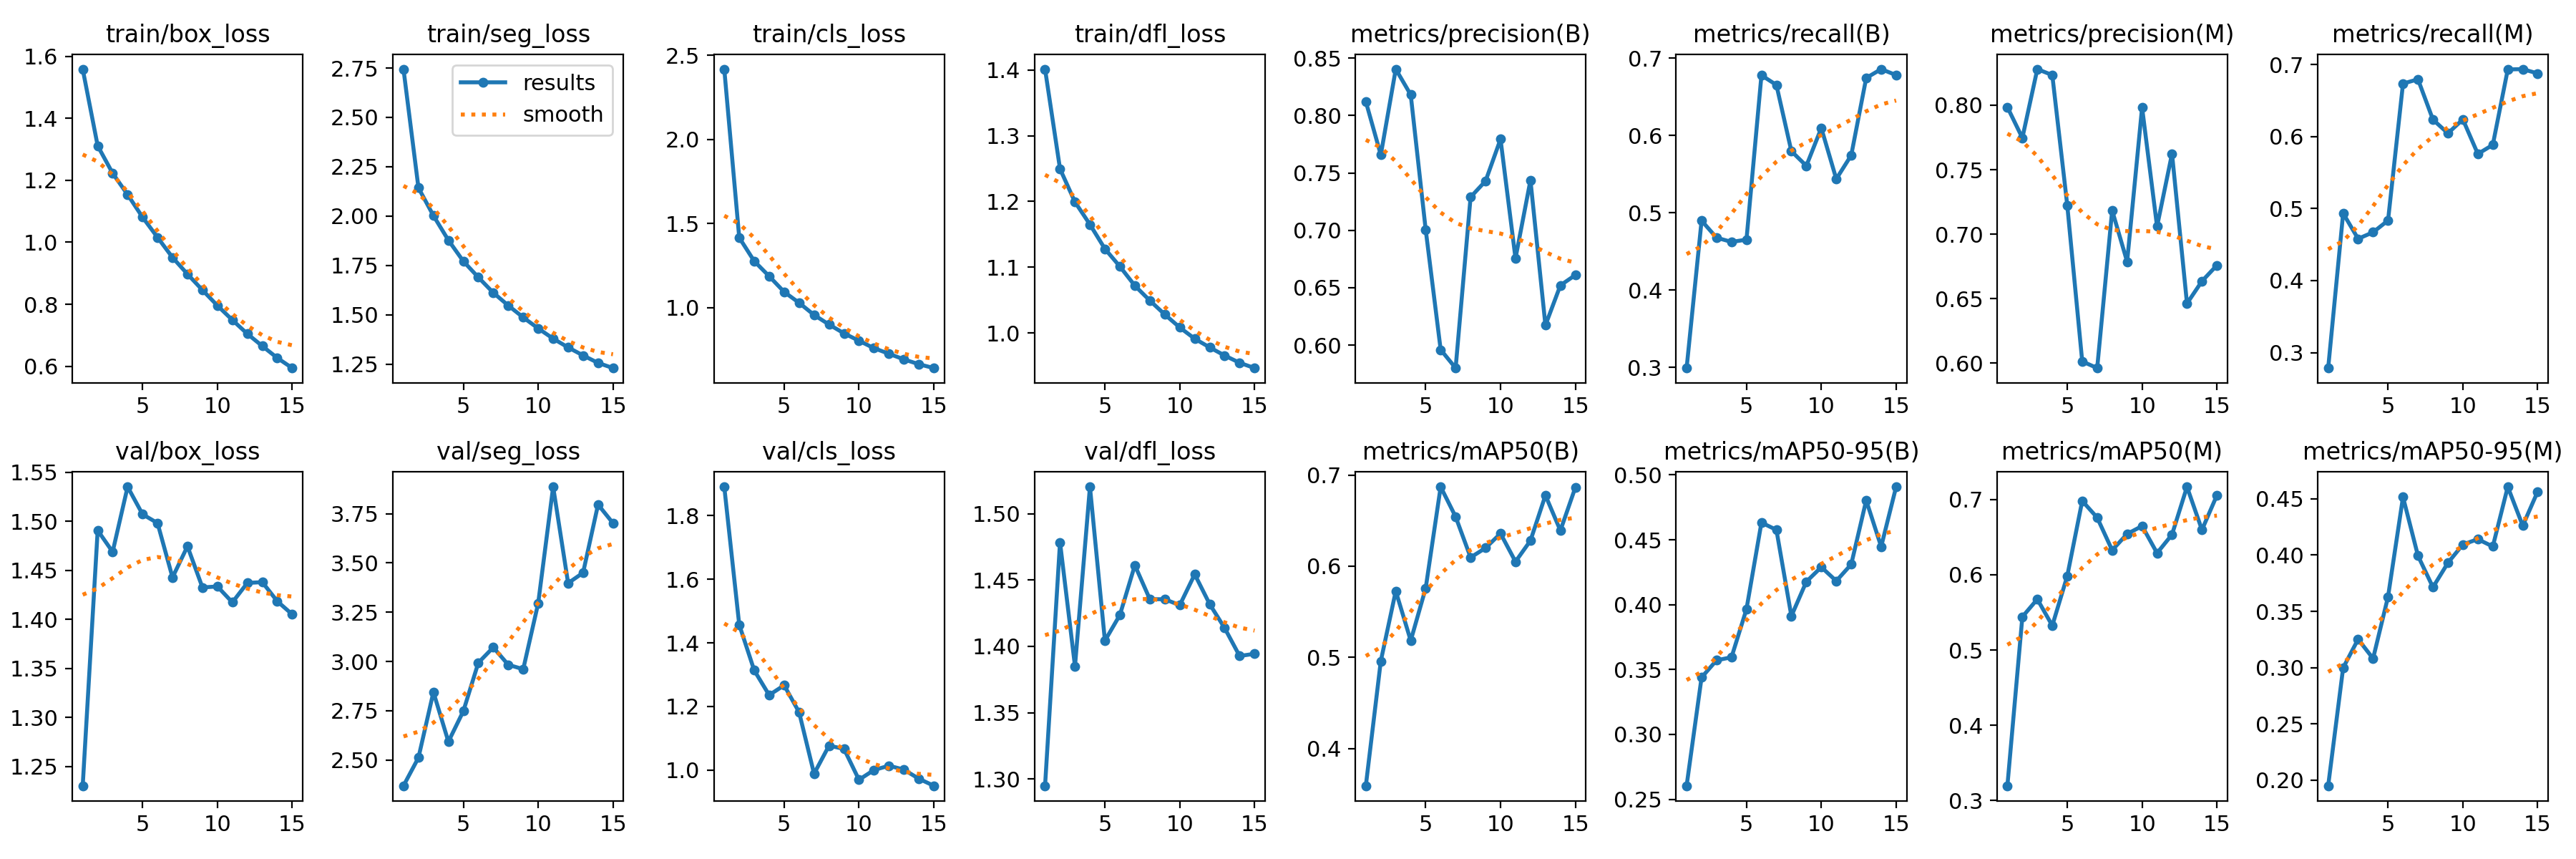 train/box_loss
train/seg_loss
train/cls_loss
train/dfl_loss
metrics/precision(B)
metrics/recall(B)
metrics/precision(M)
metrics/recall(M)
1.6
1.4
1.2
1.0
0.8
0.6
5 10 15
2.75
2.50
2.25
2.00
1.75
1.50
1.25
results
smooth
5 10 15
2.5
2.0
1.5
1.0
5 10 15
1.4
1.3
1.2
1.1
1.0
5 10 15
0.85
0.80
0.75
0.70
0.65
0.60
5 10 15
0.7
0.6
0.5
0.4
0.3
5 10 15
0.80
0.75
0.70
0.65
0.60
5 10 15
0.7
0.6
0.5
0.4
0.3
5 10 15
val/box_loss
val/seg_loss
val/cls_loss
val/dfl_loss
metrics/mAP50(B)
metrics/mAP50-95(B)
metrics/mAP50(M)
metrics/mAP50-95(M)
1.55
1.50
1.45
1.40
1.35
1.30
1.25
5 10 15
3.75
3.50
3.25
3.00
2.75
2.50
5 10 15
1.8
1.6
1.4
1.2
1.0
5 10 15
1.50
1.45
1.40
1.35
1.30
5 10 15
0.7
0.6
0.5
0.4
5 10 15
0.50
0.45
0.40
0.35
0.30
0.25
5 10 15
0.7
0.6
0.5
0.4
0.3
5 10 15
0.45
0.40
0.35
0.30
0.25
0.20
5 10 15